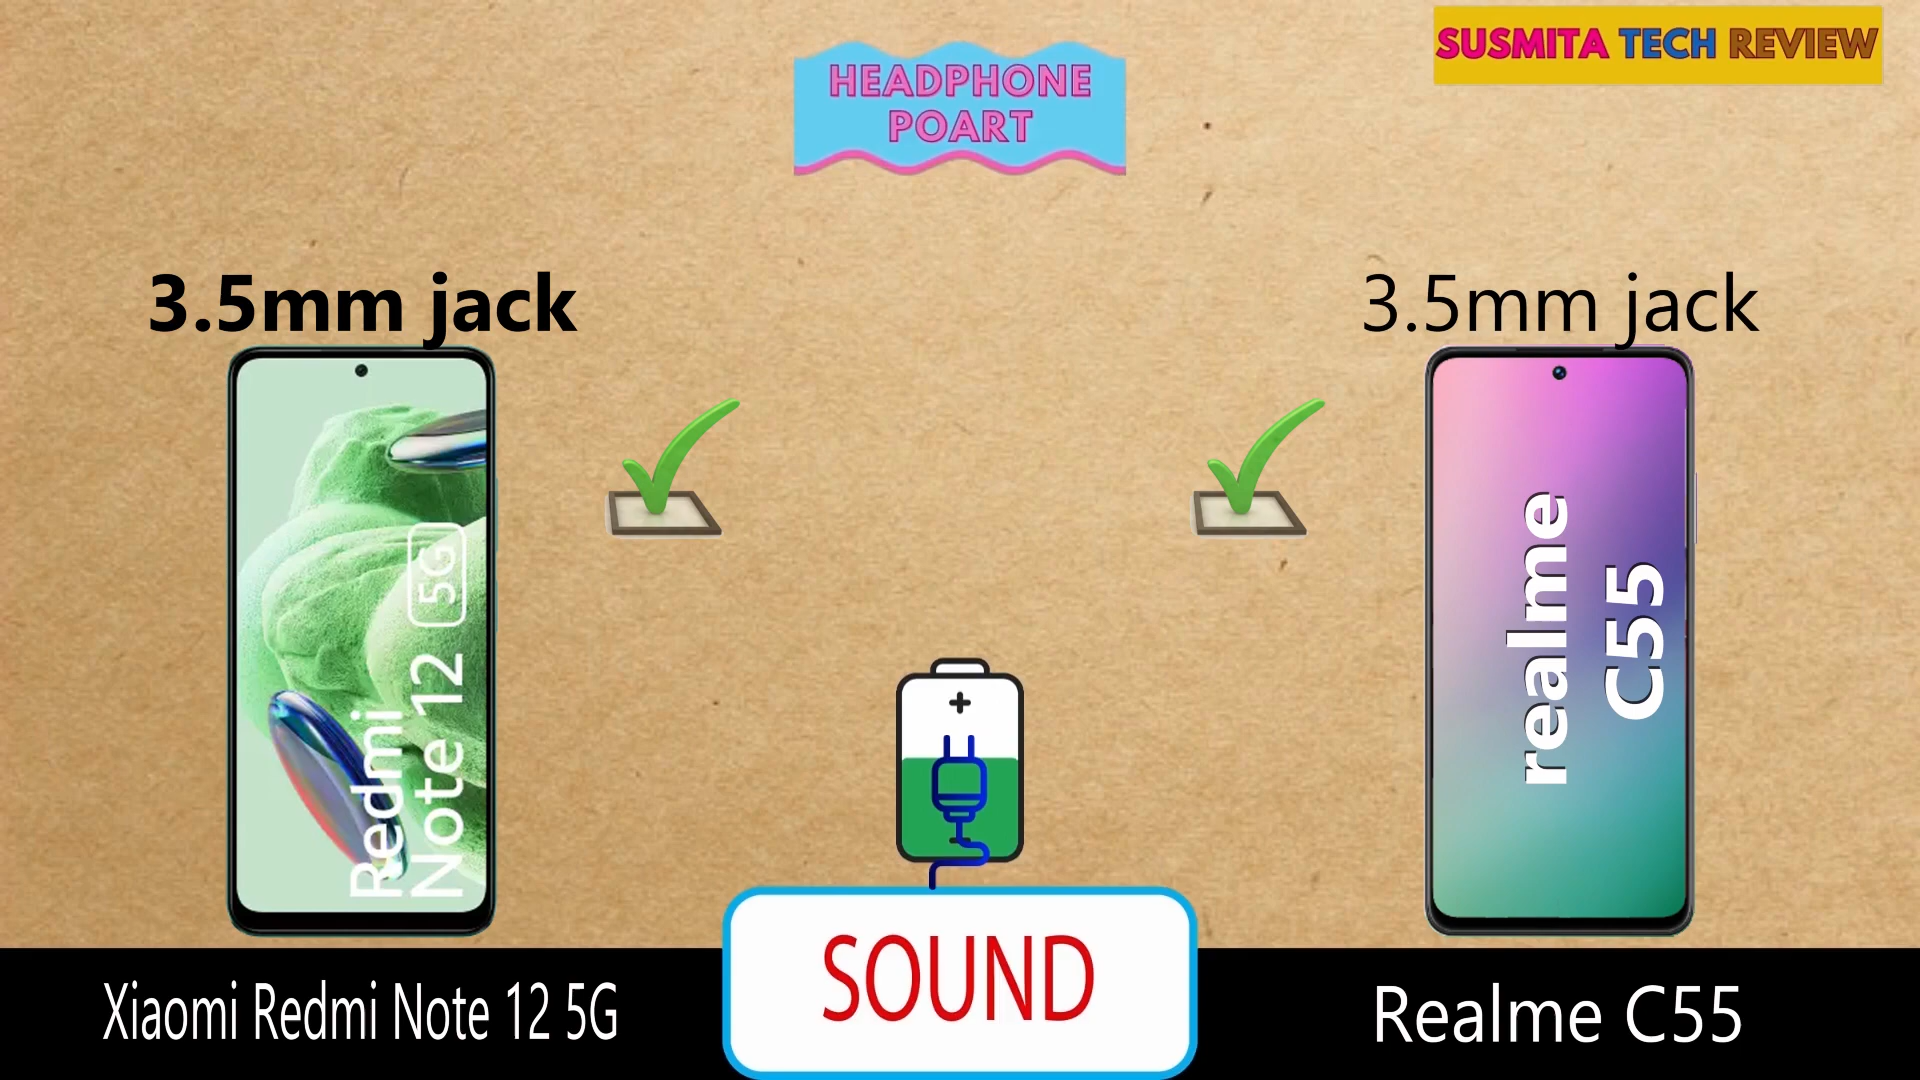 SUSMITA TECH REVIEW
HEADPHONE
POART
3.5mm jack
3.5mm jack
Redmi
Note 12 5G
realme
C55
Xiaomi Redmi Note 12 5G
SOUND
Realme C55